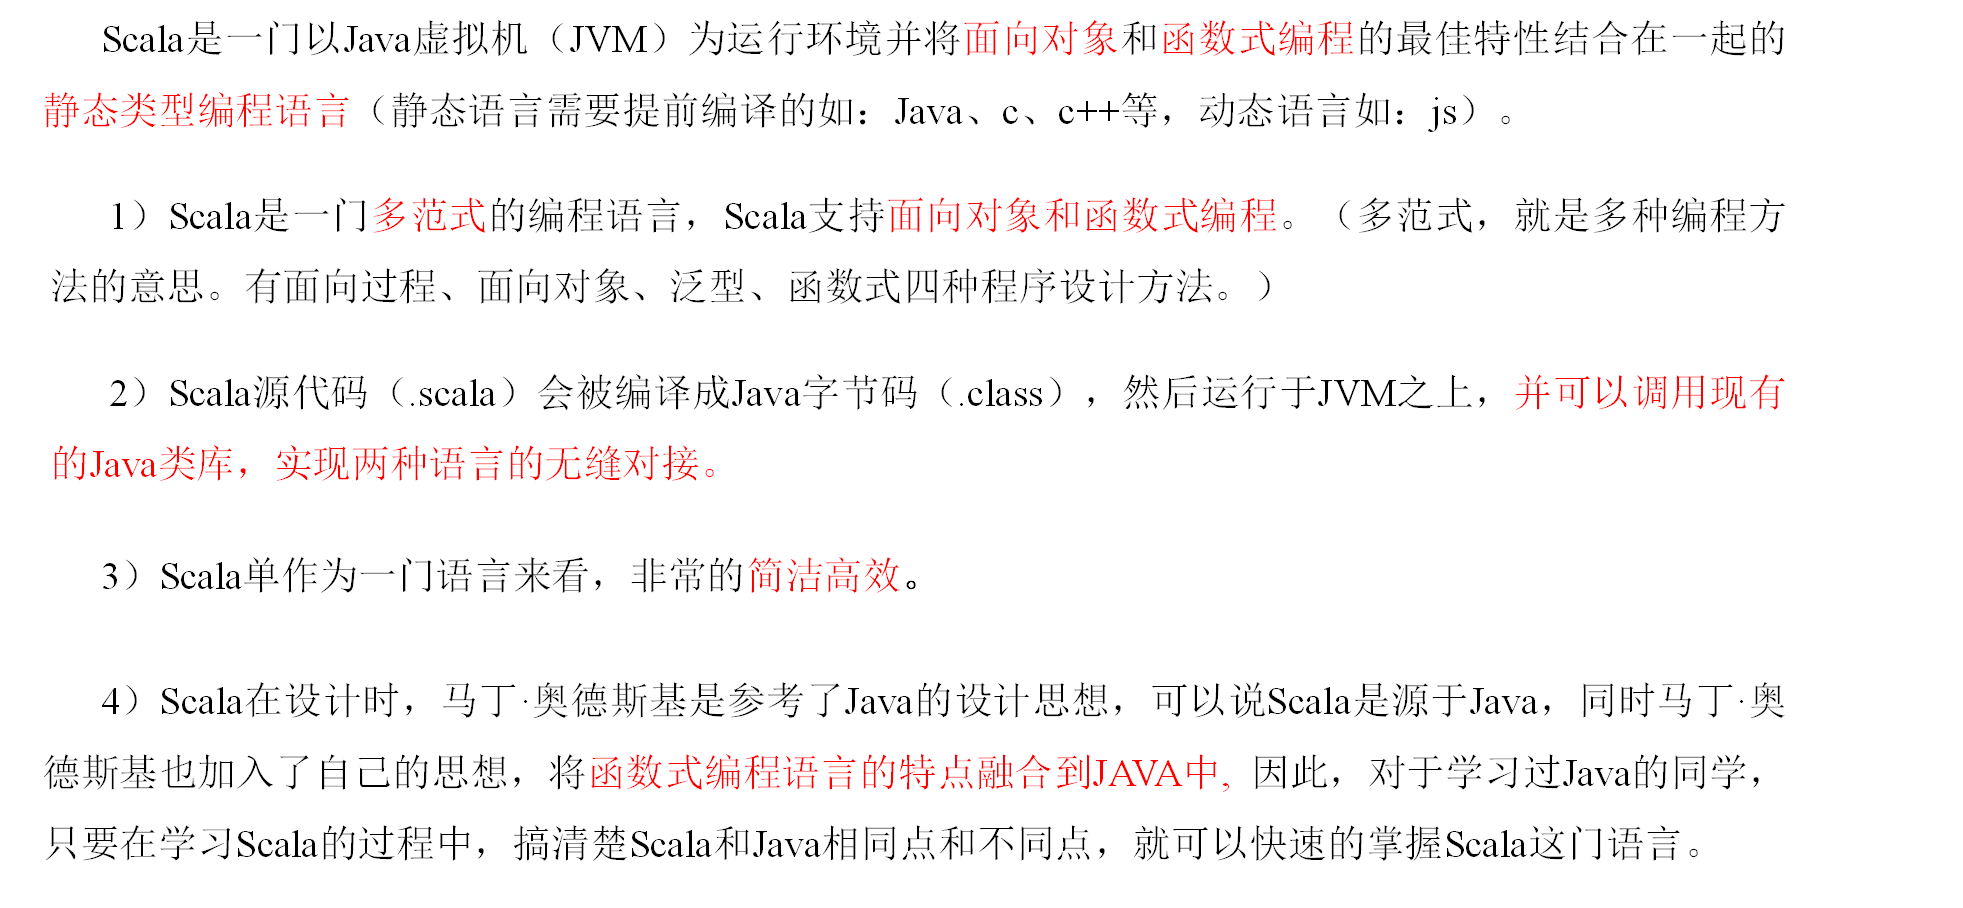 Scala是一门以Java虚拟机（JVM）为运行环境并将面向对象和函数式编程的最佳特性结合在一起的
静态类型编程语言（静态语言需要提前编译的如：Java、c、c++等，动态语言如：js）。
1）Scala是一门多范式的编程语言，Scala支持面向对象和函数式编程。（多范式，就是多种编程方
法的意思。有面向过程、面向对象、泛型、函数式四种程序设计方法。）
2）Scala源代码（.scala）会被编译成Java字节码（.class），然后运行于JVM之上，并可以调用现有
的Java类库，实现两种语言的无缝对接。
3）Scala单作为一门语言来看，非常的简洁高效。
4）Scala在设计时，马丁·奥德斯基是参考了Java的设计思想，可以说Scala是源于Java，同时马丁·奥
德斯基也加入了自己的思想，将函数式编程语言的特点融合到JAVA中, 因此，对于学习过Java的同学，
只要在学习Scala的过程中，搞清楚Scala和Java相同点和不同点，就可以快速的掌握Scala这门语言。